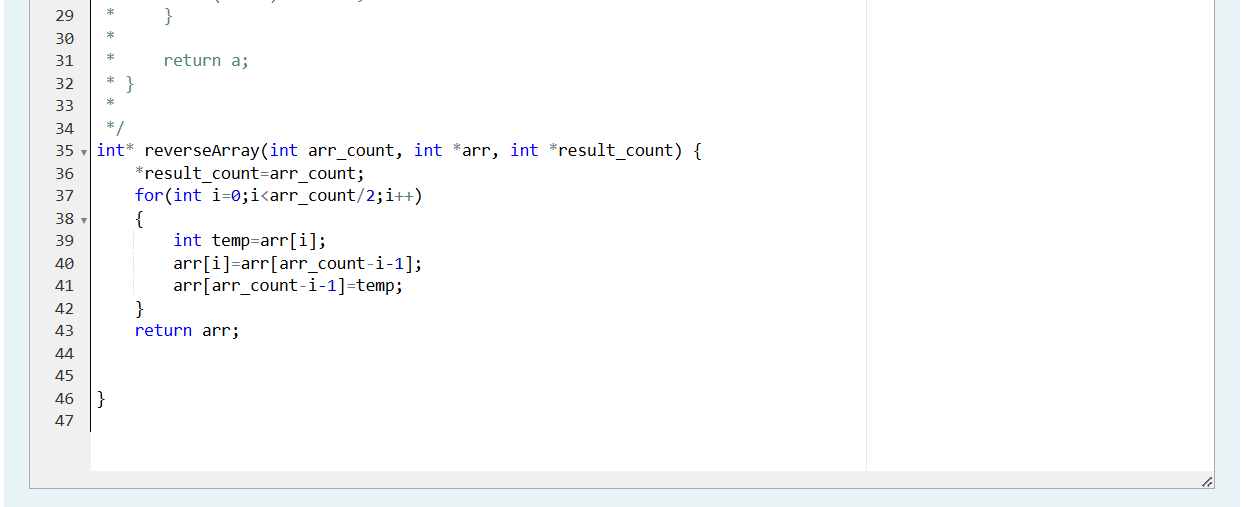 29 *     }
30 *
31 *     return a;
32 * }
33 *
34 */
35 int* reverseArray(int arr_count, int *arr, int *result_count) {
36     *result_count=arr_count;
37     for(int i=0;i<arr_count/2;i++)
38     {
39         int temp=arr[i];
40         arr[i]=arr[arr_count-i-1];
41         arr[arr_count-i-1]=temp;
42     }
43     return arr;
44
45
46 }
47